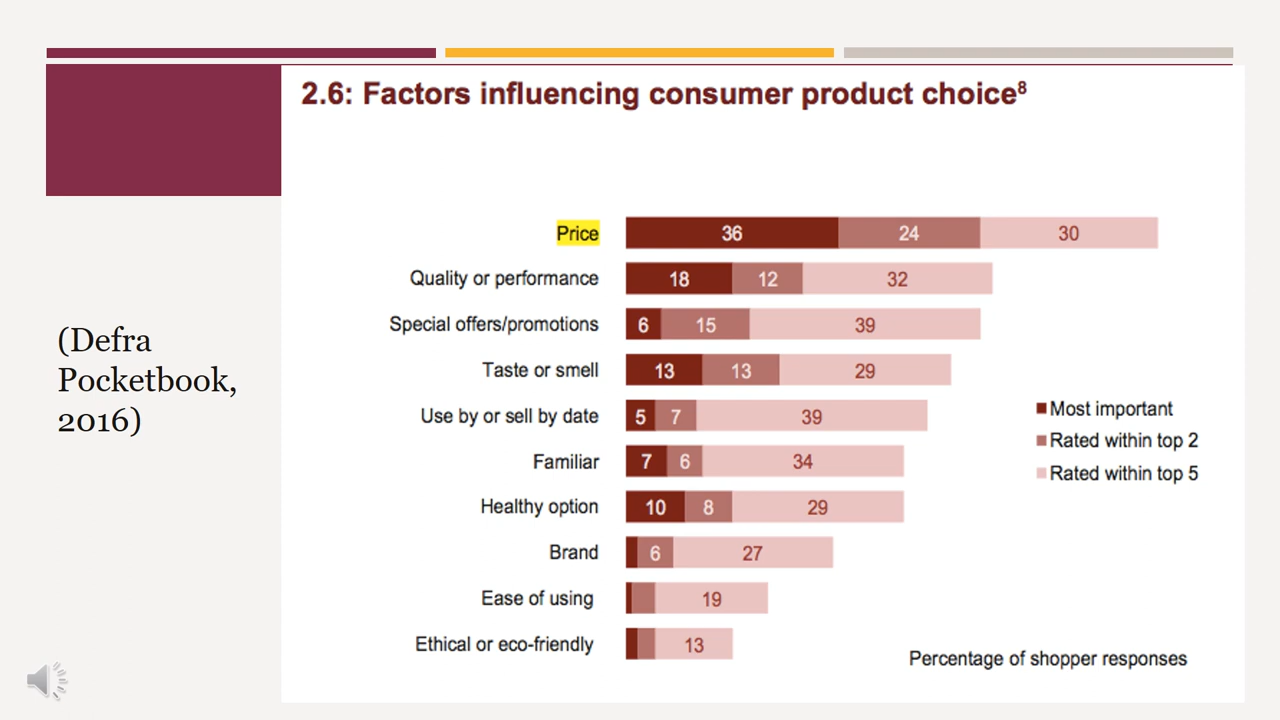 2.6: Factors influencing consumer product choice8
(Defra
Pocketbook,
2016)
Price 36 24 30
Quality or performance 18 12 32
Special offers/promotions 6 15 39
Taste or smell 13 13 29
Use by or sell by date 5 7 39
Familiar 7 6 34
Healthy option 10 8 29
Brand 6 27
Ease of using 19
Ethical or eco-friendly 13
Most important
Rated within top 2
Rated within top 5
Percentage of shopper responses